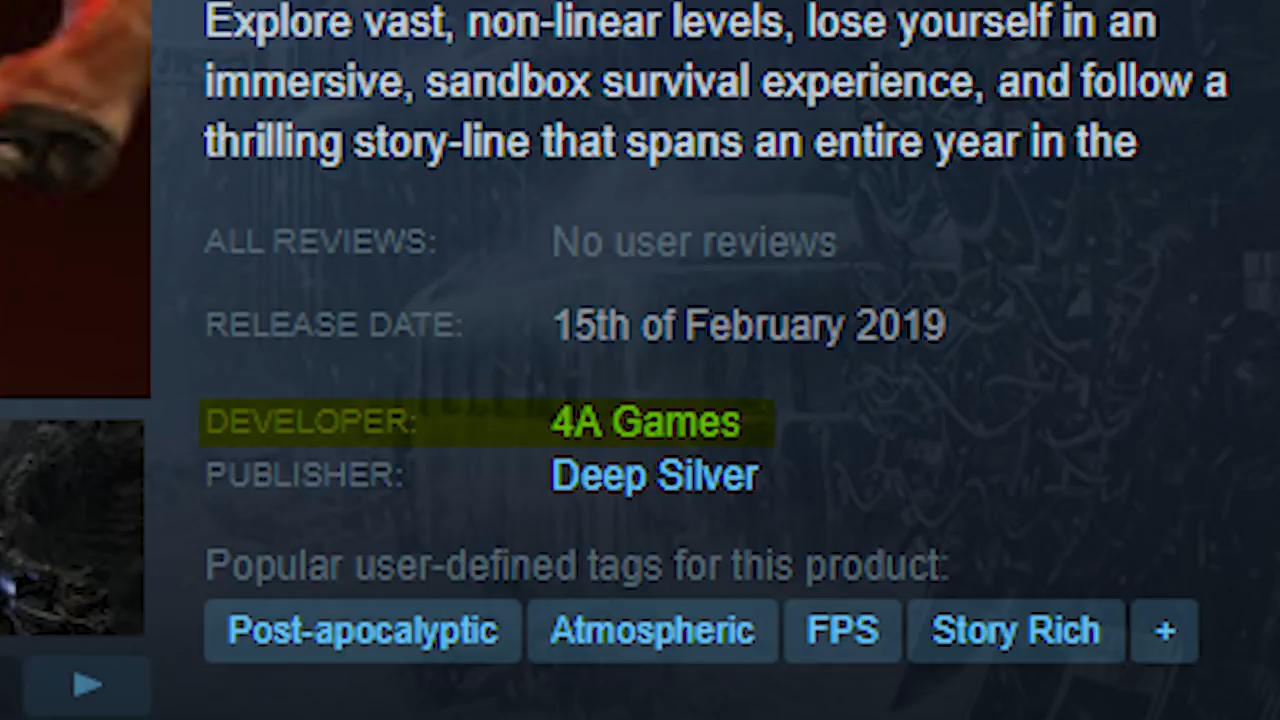 Explore vast, non-linear levels, lose yourself in an
immersive, sandbox survival experience, and follow a
thrilling story-line that spans an entire year in the
ALL REVIEWS: No user reviews
RELEASE DATE: 15th of February 2019
DEVELOPER: 4A Games
PUBLISHER: Deep Silver
Popular user-defined tags for this product:
Post-apocalyptic Atmospheric FPS Story Rich +